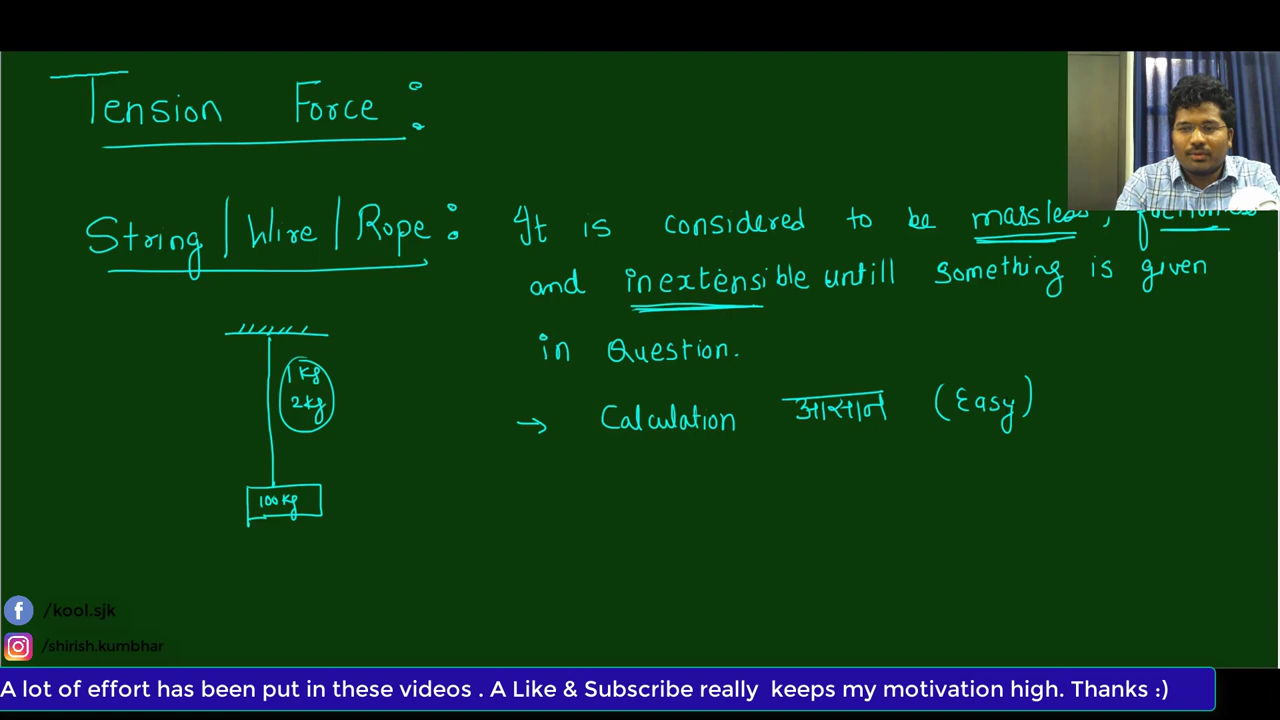 Tension Force :
String / Wire / Rope : It is considered to be massless,
and inextensible untill something is given
in Question.
1 kg
2 kg
→ Calculation आसान (Easy)
100 kg
/kool.sjk
/shirish.kumbhar
A lot of effort has been put in these videos . A Like & Subscribe really keeps my motivation high. Thanks :)